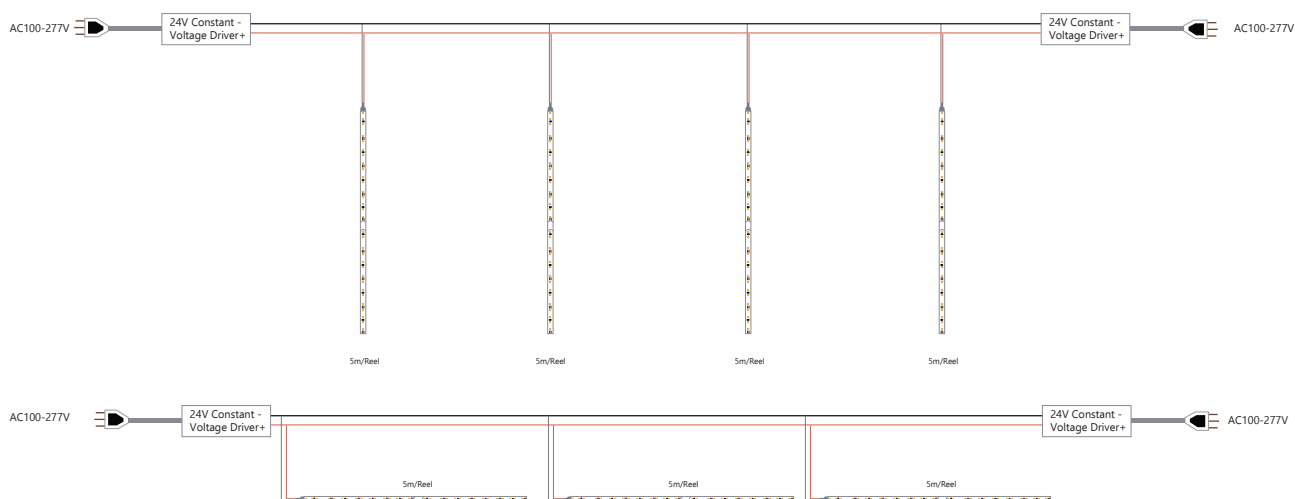 AC100-277V
24V Constant -
Voltage Driver+
24V Constant -
Voltage Driver+
AC100-277V
5m/Reel
5m/Reel
5m/Reel
5m/Reel
AC100-277V
24V Constant -
Voltage Driver+
24V Constant -
Voltage Driver+
AC100-277V
5m/Reel
5m/Reel
5m/Reel